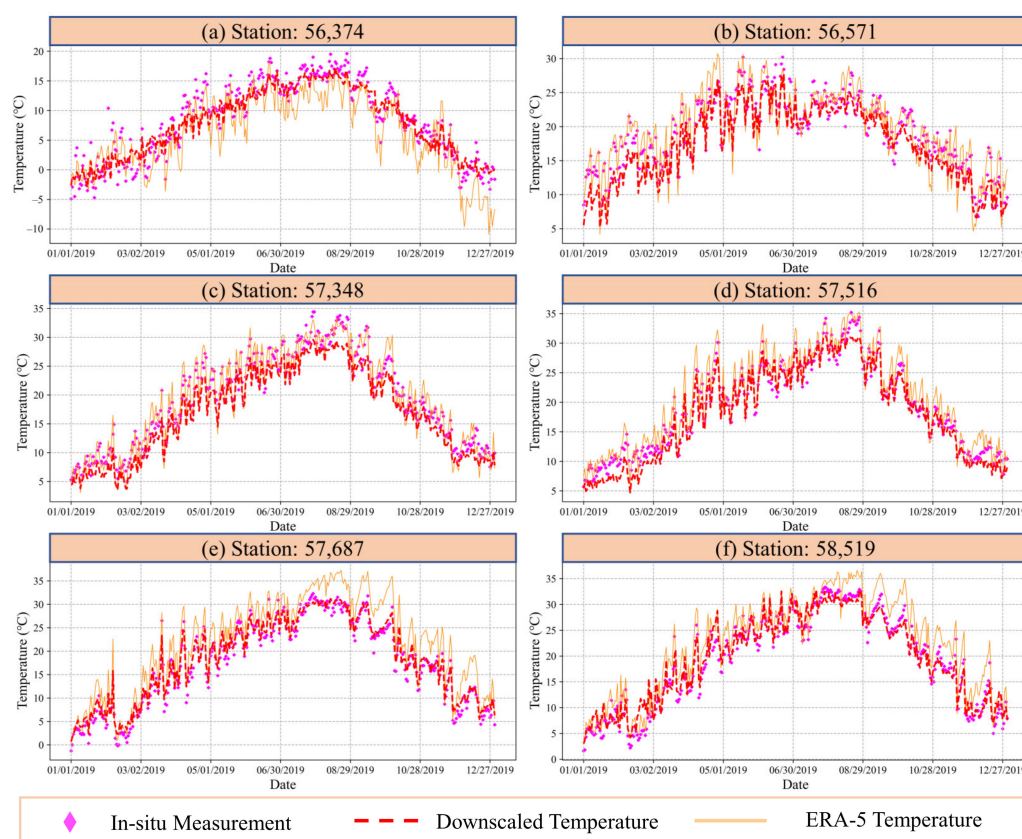 (a) Station: 56,374
20
15
10
5
0
−5
−10
Temperature (°C)
01/01/2019 03/02/2019 05/01/2019 06/30/2019 08/29/2019 10/28/2019 12/27/2019
Date
(b) Station: 56,571
30
25
20
15
10
5
Temperature (°C)
01/01/2019 03/02/2019 05/01/2019 06/30/2019 08/29/2019 10/28/2019 12/27/2019
Date
(c) Station: 57,348
35
30
25
20
15
10
5
Temperature (°C)
01/01/2019 03/02/2019 05/01/2019 06/30/2019 08/29/2019 10/28/2019 12/27/2019
Date
(d) Station: 57,516
35
30
25
20
15
10
5
Temperature (°C)
01/01/2019 03/02/2019 05/01/2019 06/30/2019 08/29/2019 10/28/2019 12/27/2019
Date
(e) Station: 57,687
35
30
25
20
15
10
5
0
Temperature (°C)
01/01/2019 03/02/2019 05/01/2019 06/30/2019 08/29/2019 10/28/2019 12/27/2019
Date
(f) Station: 58,519
35
30
25
20
15
10
5
0
Temperature (°C)
01/01/2019 03/02/2019 05/01/2019 06/30/2019 08/29/2019 10/28/2019 12/27/2019
Date
In-situ Measurement Downscaled Temperature ERA-5 Temperature